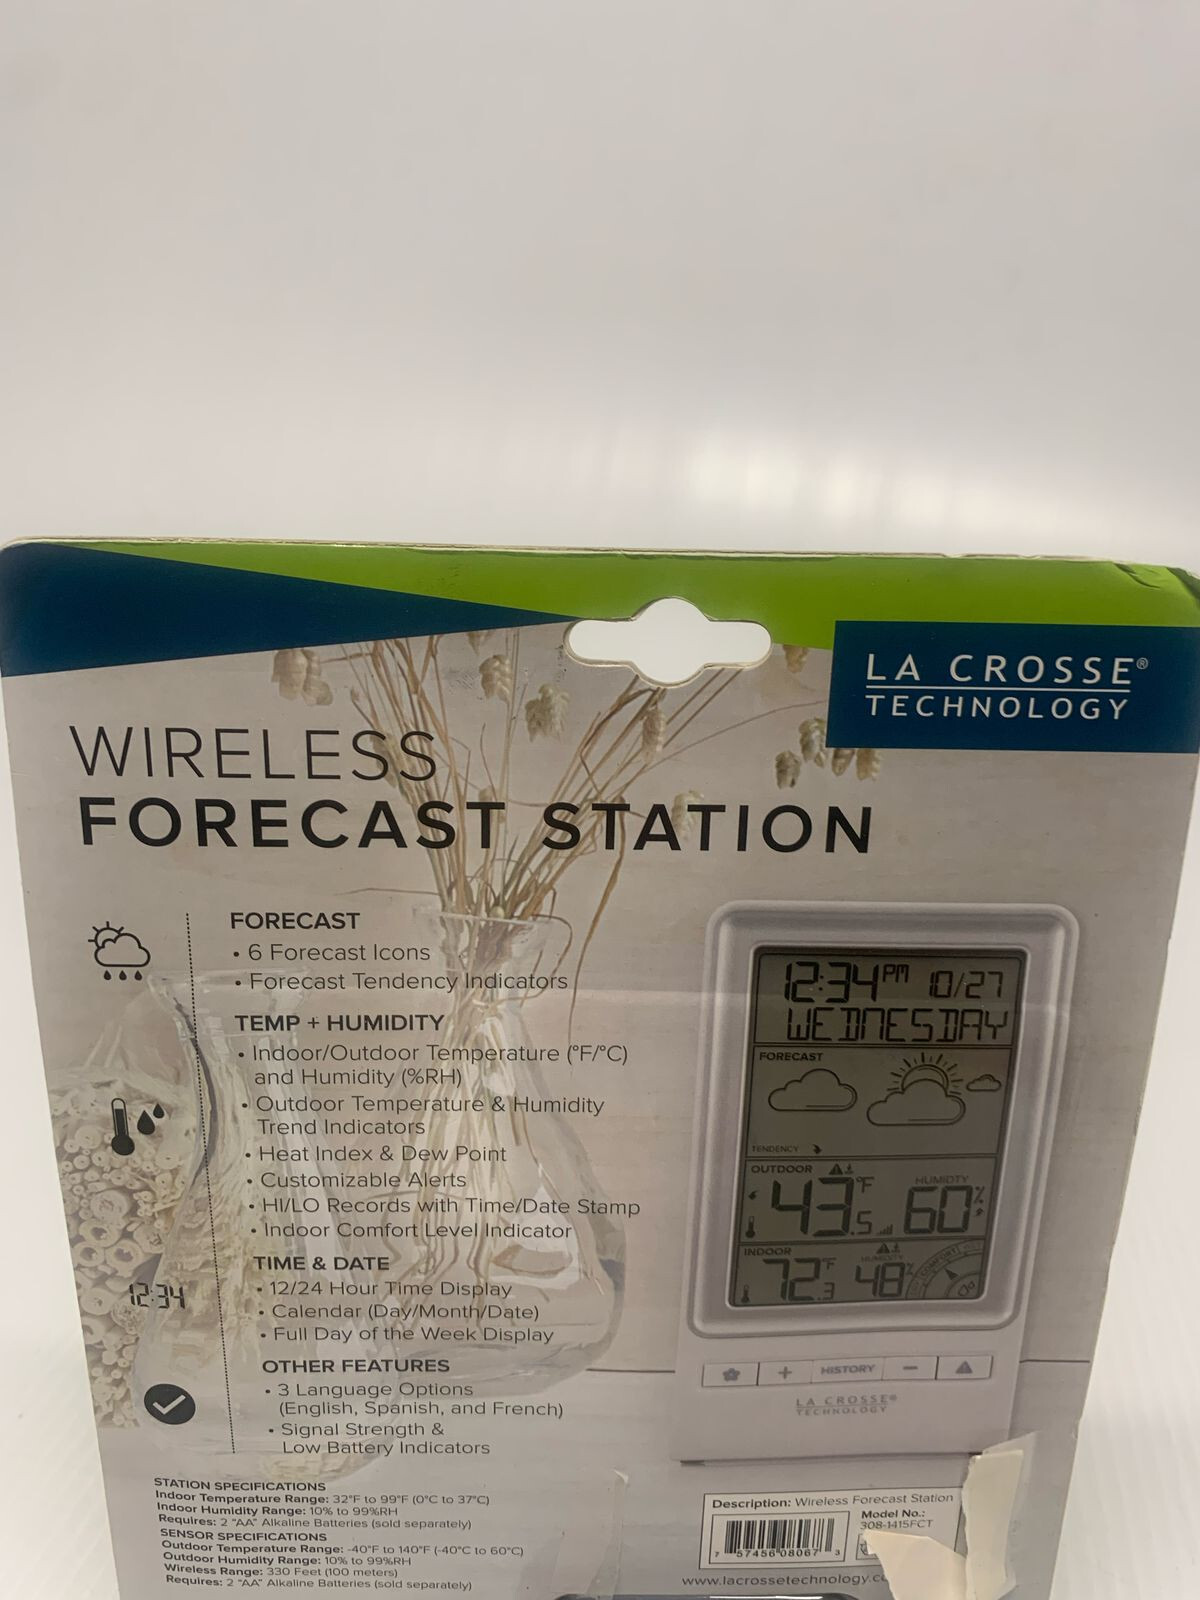 LA CROSSE®
TECHNOLOGY
WIRELESS
FORECAST STATION
FORECAST
• 6 Forecast Icons
• Forecast Tendency Indicators
TEMP + HUMIDITY
• Indoor/Outdoor Temperature (°F/°C)
and Humidity (%RH)
• Outdoor Temperature & Humidity
Trend Indicators
• Heat Index & Dew Point
• Customizable Alerts
• HI/LO Records with Time/Date Stamp
• Indoor Comfort Level Indicator
12:34
TIME & DATE
• 12/24 Hour Time Display
• Calendar (Day/Month/Date)
• Full Day of the Week Display
OTHER FEATURES
• 3 Language Options
(English, Spanish, and French)
• Signal Strength &
Low Battery Indicators
STATION SPECIFICATIONS
Indoor Temperature Range: 32°F to 99°F (0°C to 37°C)
Indoor Humidity Range: 10% to 99%RH
Requires: 2 "AA" Alkaline Batteries (sold separately)
SENSOR SPECIFICATIONS
Outdoor Temperature Range: -40°F to 140°F (-40°C to 60°C)
Outdoor Humidity Range: 10% to 99%RH
Wireless Range: 330 Feet (100 meters)
Requires: 2 "AA" Alkaline Batteries (sold separately)
12:34 PM 10/27
WEDNESDAY
FORECAST
TENDENCY
OUTDOOR
HUMIDITY
43.5 °F 60%
INDOOR
HUMIDITY
72.3 °F 48%
COMFORT
+ HISTORY −
LA CROSSE®
TECHNOLOGY
Description: Wireless Forecast Station
Model No.:
308-1415FCT
7 57456 08067 3
www.lacrossetechnology.c